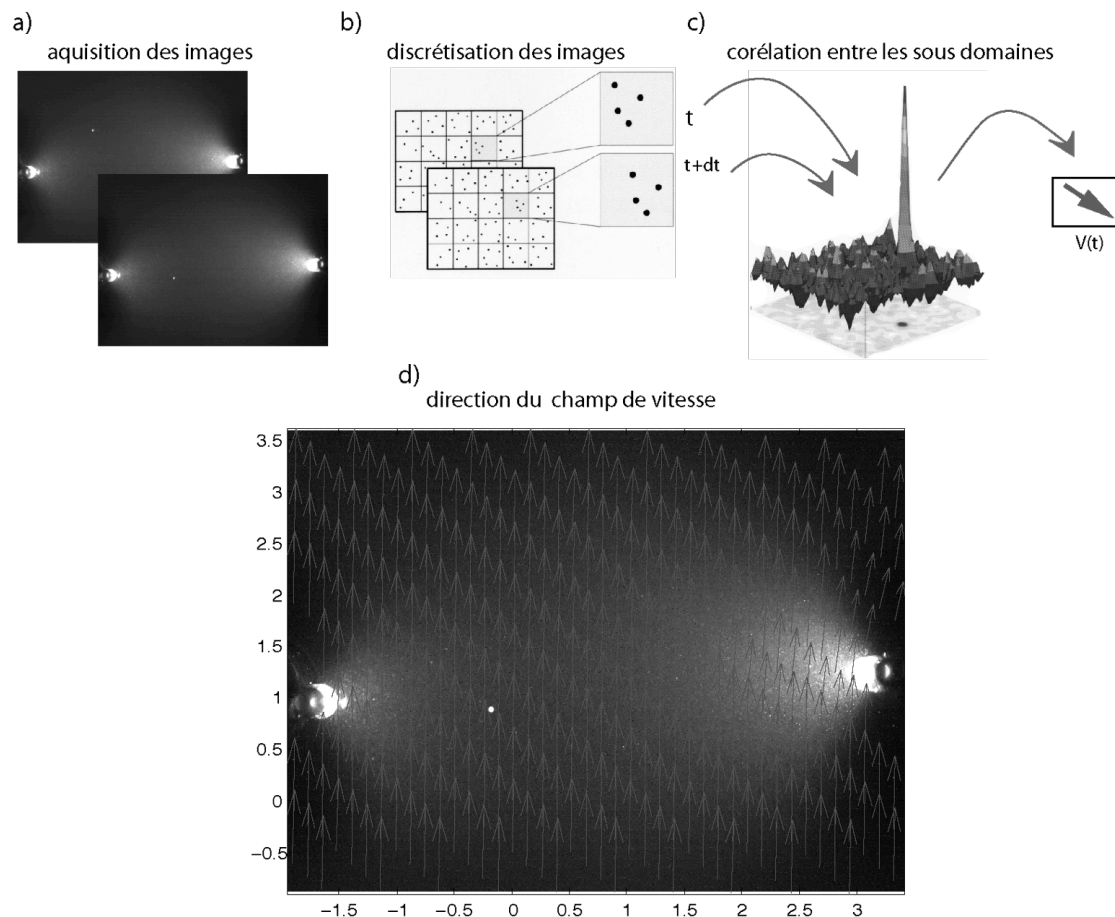 a)
aquisition des images
b)
discrétisation des images
c)
corélation entre les sous domaines
t
t+dt
V(t)
d)
direction du champ de vitesse
3.5
3
2.5
2
1.5
1
0.5
0
−0.5
−1.5 −1 −0.5 0 0.5 1 1.5 2 2.5 3